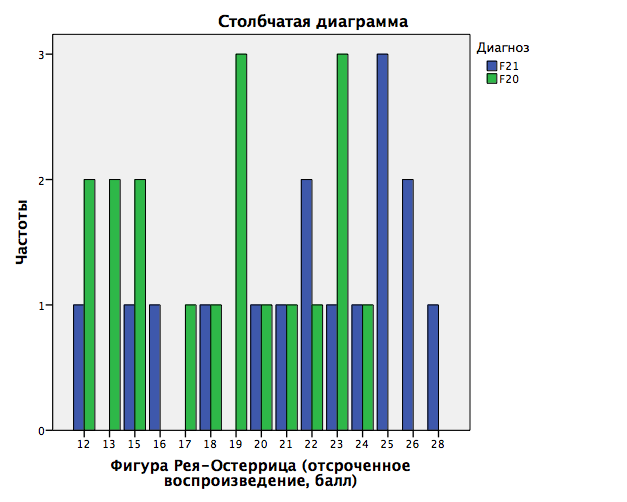 Столбчатая диаграмма
Диагноз
F21
F20
Частоты
3
2
1
0
12 13 15 16 17 18 19 20 21 22 23 24 25 26 28
Фигура Рея-Остеррица (отсроченное
воспроизведение, балл)